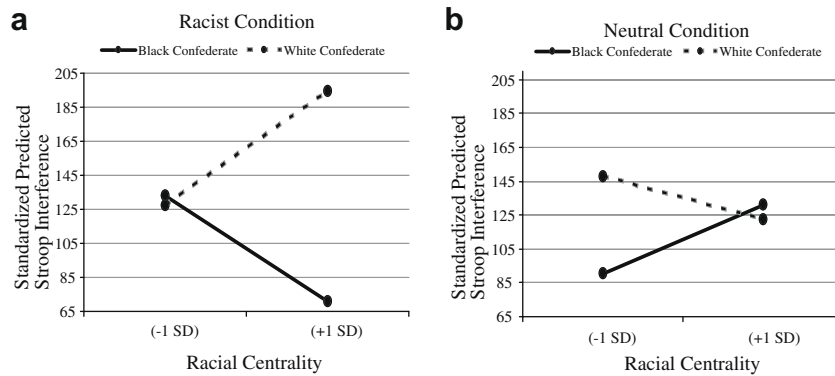 a
Racist Condition
Black Confederate White Confederate
Standardized Predicted
Stroop Interference
205
185
165
145
125
105
85
65
(-1 SD) (+1 SD)
Racial Centrality
b
Neutral Condition
Black Confederate White Confederate
Standardized Predicted
Stroop Interference
205
185
165
145
125
105
85
65
(-1 SD) (+1 SD)
Racial Centrality